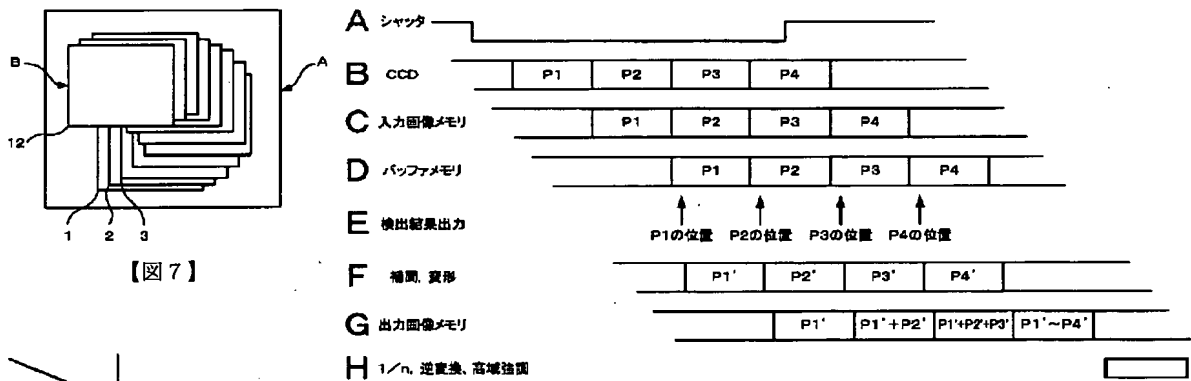 B
A
12
1
2
3
【図7】
A シャッタ
B CCD P1 P2 P3 P4
C 入力画像メモリ P1 P2 P3 P4
D バッファメモリ P1 P2 P3 P4
E 検出結果出力 P1の位置 P2の位置 P3の位置 P4の位置
F 補間、変形 P1' P2' P3' P4'
G 出力画像メモリ P1' P1'+P2' P1'+P2'+P3' P1'~P4'
H 1/n、逆変換、高域強調